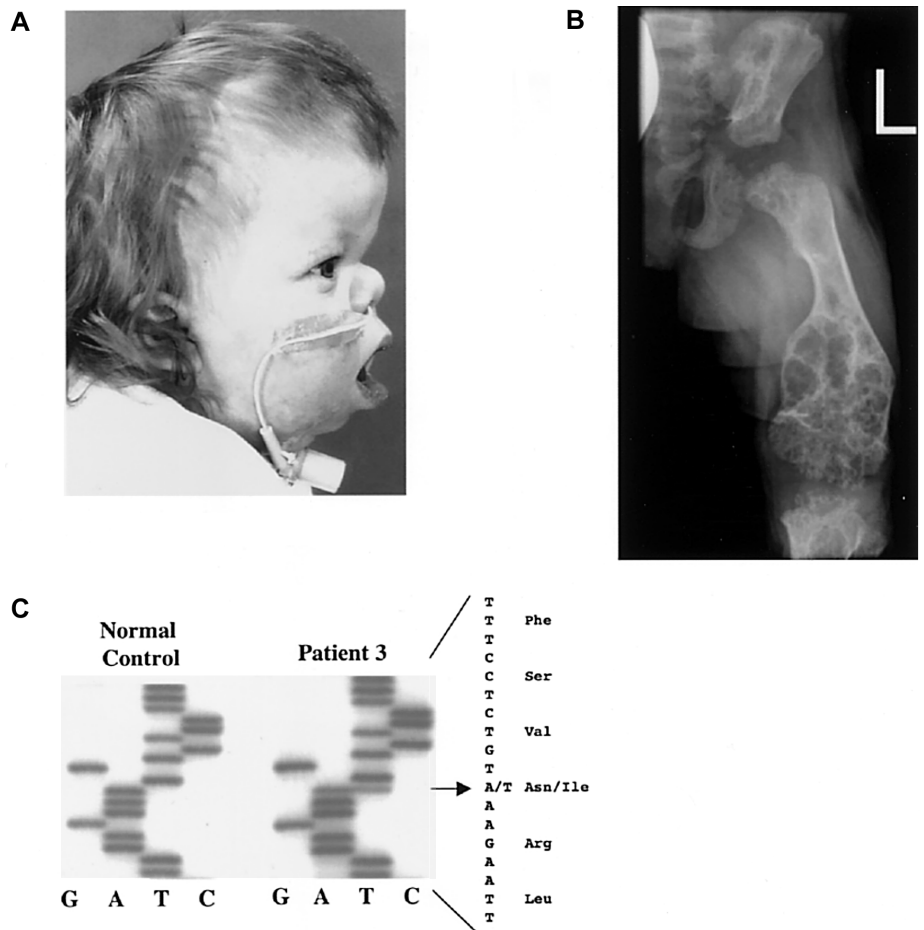 A
B
C
Normal
Control
Patient 3
G A T C
G A T C
T
T Phe
T
C
C Ser
T
C
T Val
G
T
A/T Asn/Ile
A
A
G Arg
A
A
T Leu
T
L